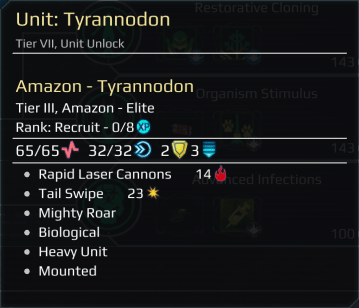 Unit: Tyrannodon
Restorative Cloning
Tier VII, Unit Unlock
143
Amazon - Tyrannodon
Organism Stimulus
Tier III, Amazon - Elite
Rank: Recruit - 0/8 XP
143
65/65 32/32 2 3
Rapid Laser Cannons 14
Advanced Infections
Tail Swipe 23
Mighty Roar
Biological
100
Heavy Unit
Mounted